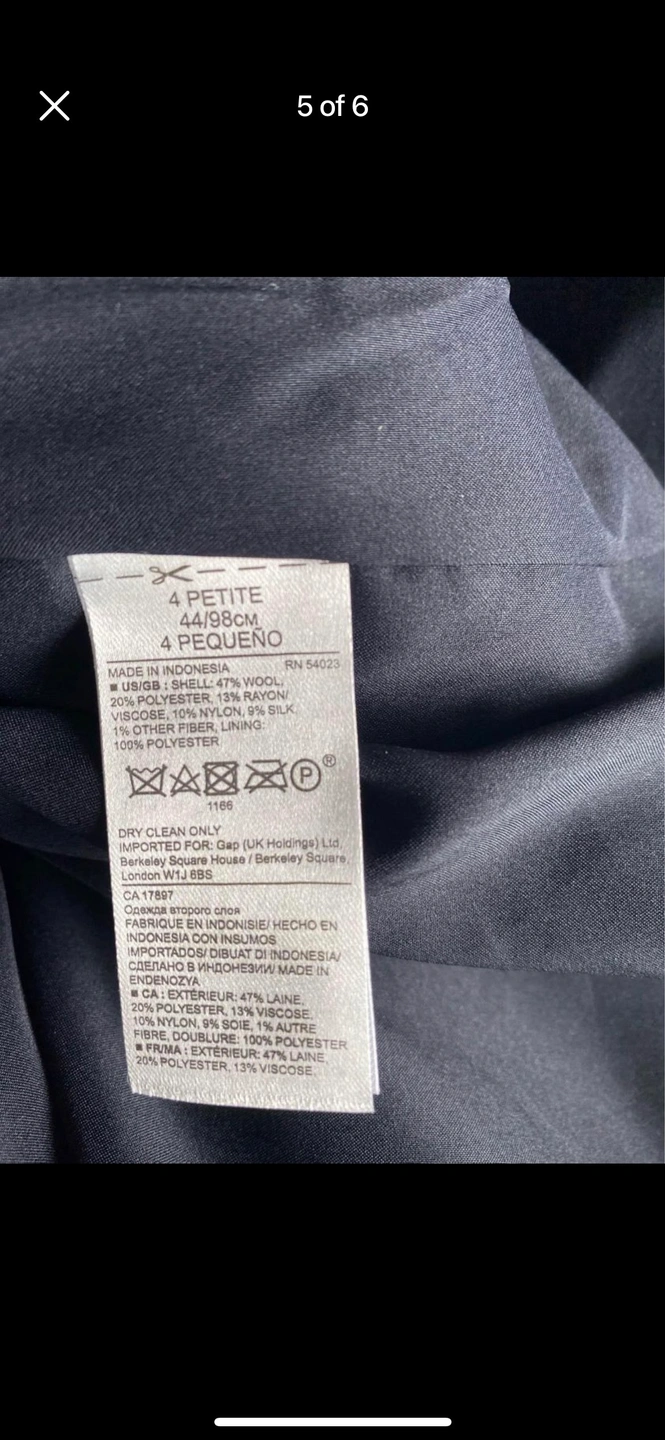 5 of 6
4 PETITE
44/98CM
4 PEQUEÑO
MADE IN INDONESIA RN 54023
■ US/GB : SHELL: 47% WOOL,
20% POLYESTER, 13% RAYON/
VISCOSE, 10% NYLON, 9% SILK,
1% OTHER FIBER, LINING:
100% POLYESTER
P ®
1166
DRY CLEAN ONLY
IMPORTED FOR: Gap (UK Holdings) Ltd,
Berkeley Square House / Berkeley Square,
London W1J 6BS
CA 17897
Одежда второго слоя
FABRIQUE EN INDONISIE/ HECHO EN
INDONESIA CON INSUMOS
IMPORTADOS/ DIBUAT DI INDONESIA/
СДЕЛАНО В ИНДОНЕЗИИ/ MADE IN
ENDENOZYA
■ CA : EXTÉRIEUR: 47% LAINE,
20% POLYESTER, 13% VISCOSE,
10% NYLON, 9% SOIE, 1% AUTRE
FIBRE, DOUBLURE: 100% POLYESTER
■ FR/MA : EXTÉRIEUR: 47% LAINE,
20% POLYESTER, 13% VISCOSE,